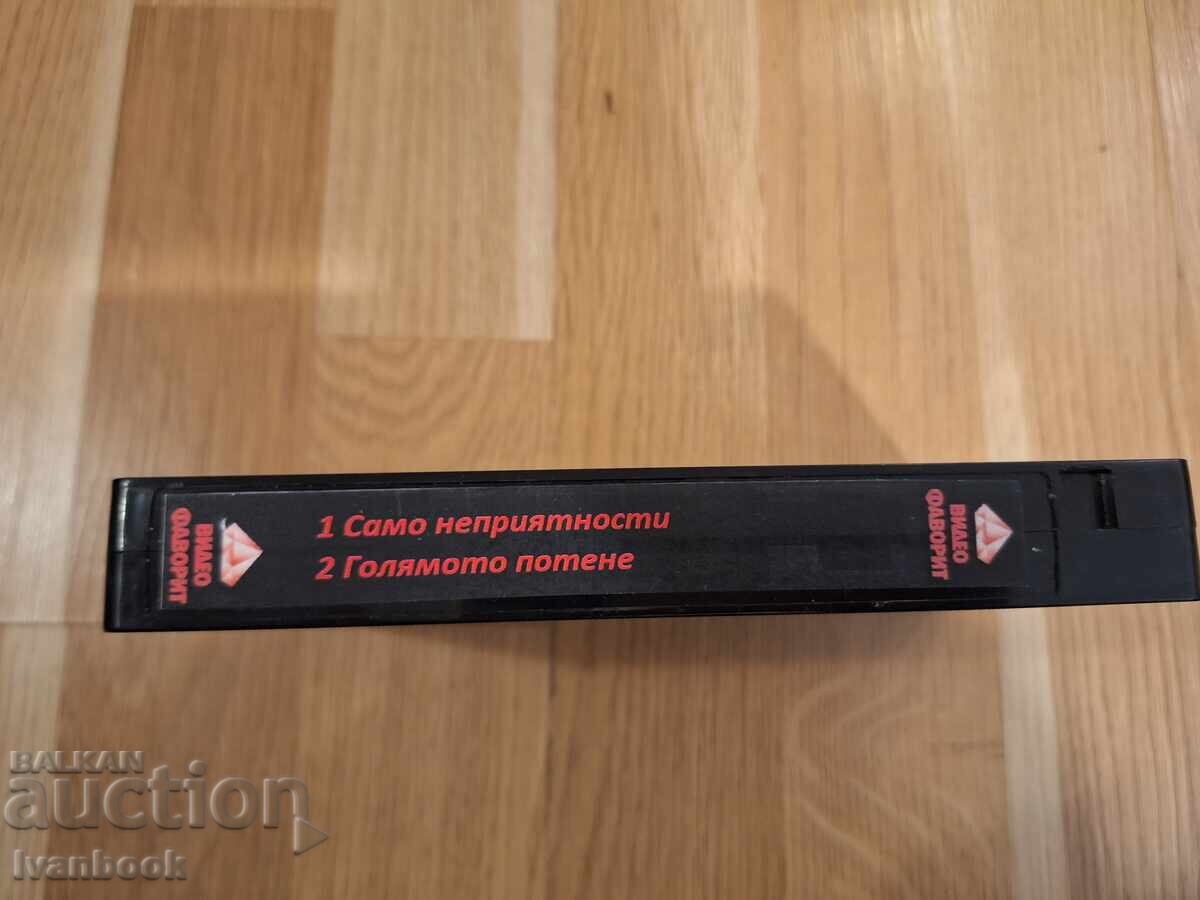 ВИДЕО
ФАВОРИТ
1 Само неприятности
2 Голямото потене
ВИДЕО
ФАВОРИТ
BALKAN
auction
Ivanbook